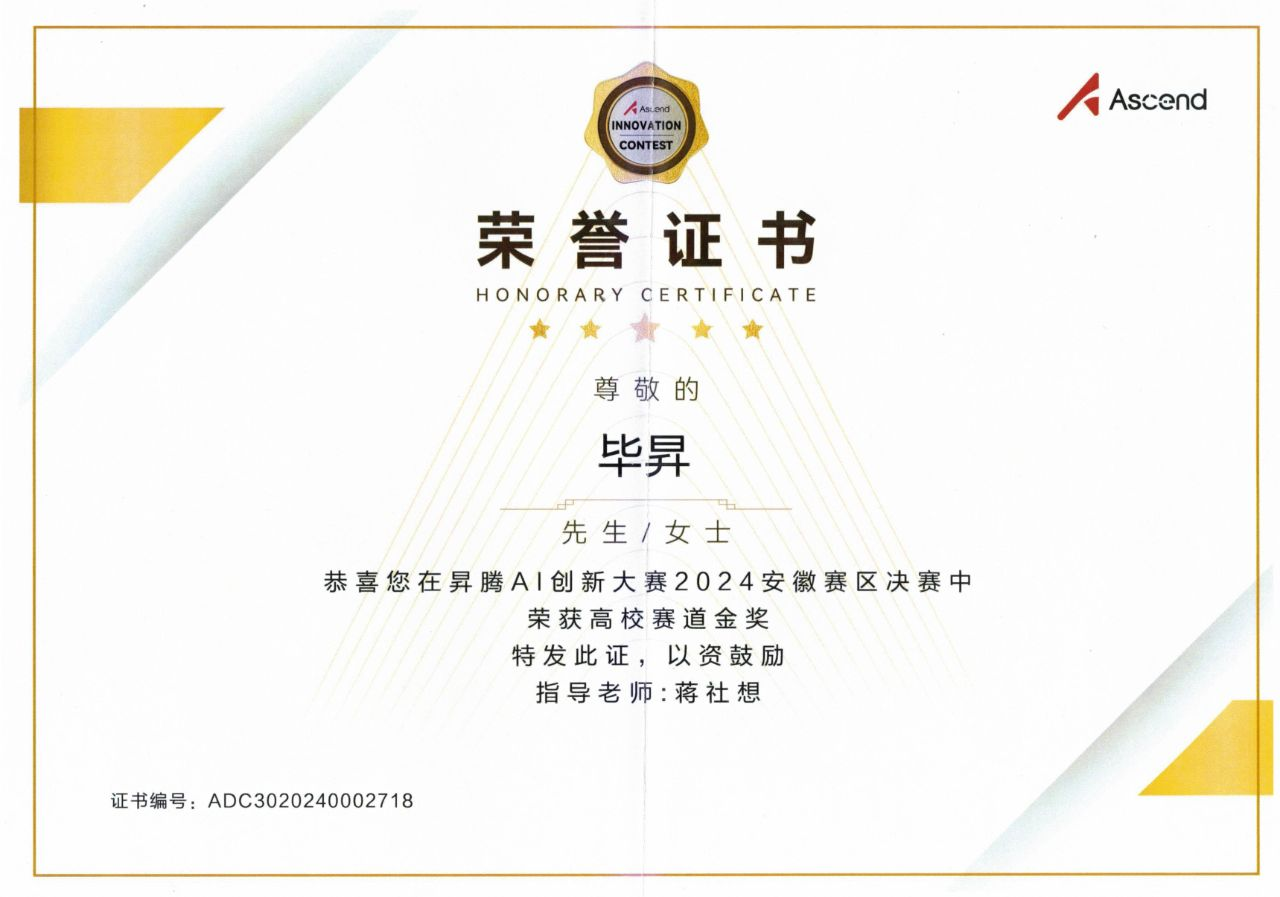 Ascend
INNOVATION
CONTEST
Ascend
荣誉证书
HONORARY CERTIFICATE
尊敬的
毕昇
先生/女士
恭喜您在昇腾AI创新大赛2024安徽赛区决赛中
荣获高校赛道金奖
特发此证，以资鼓励
指导老师:蒋社想
证书编号：ADC3020240002718